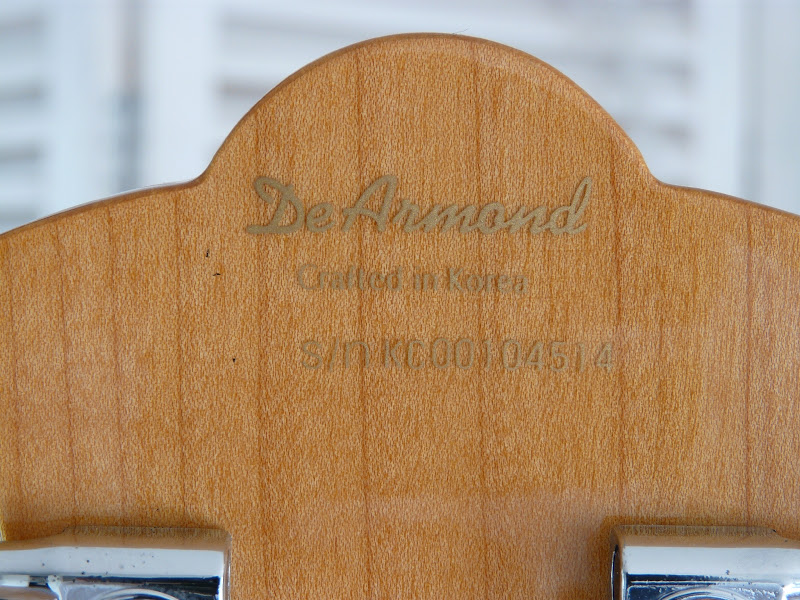 DeArmond
Crafted in Korea
S/n KC00104514